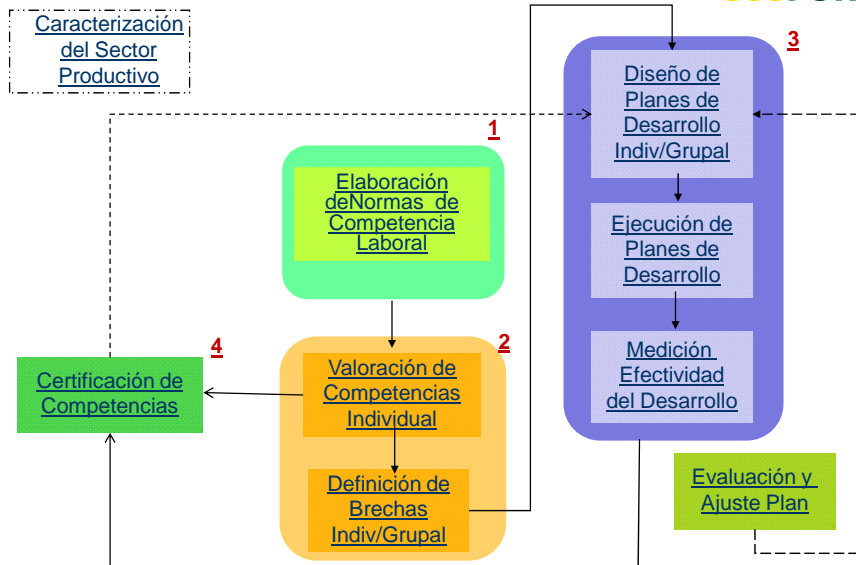 Caracterización
del Sector
Productivo
1
Elaboración
deNormas de
Competencia
Laboral
2
Valoración de
Competencias
Individual
Definición de
Brechas
Indiv/Grupal
3
Diseño de
Planes de
Desarrollo
Indiv/Grupal
Ejecución de
Planes de
Desarrollo
Medición
Efectividad
del Desarrollo
4
Certificación de
Competencias
Evaluación y
Ajuste Plan